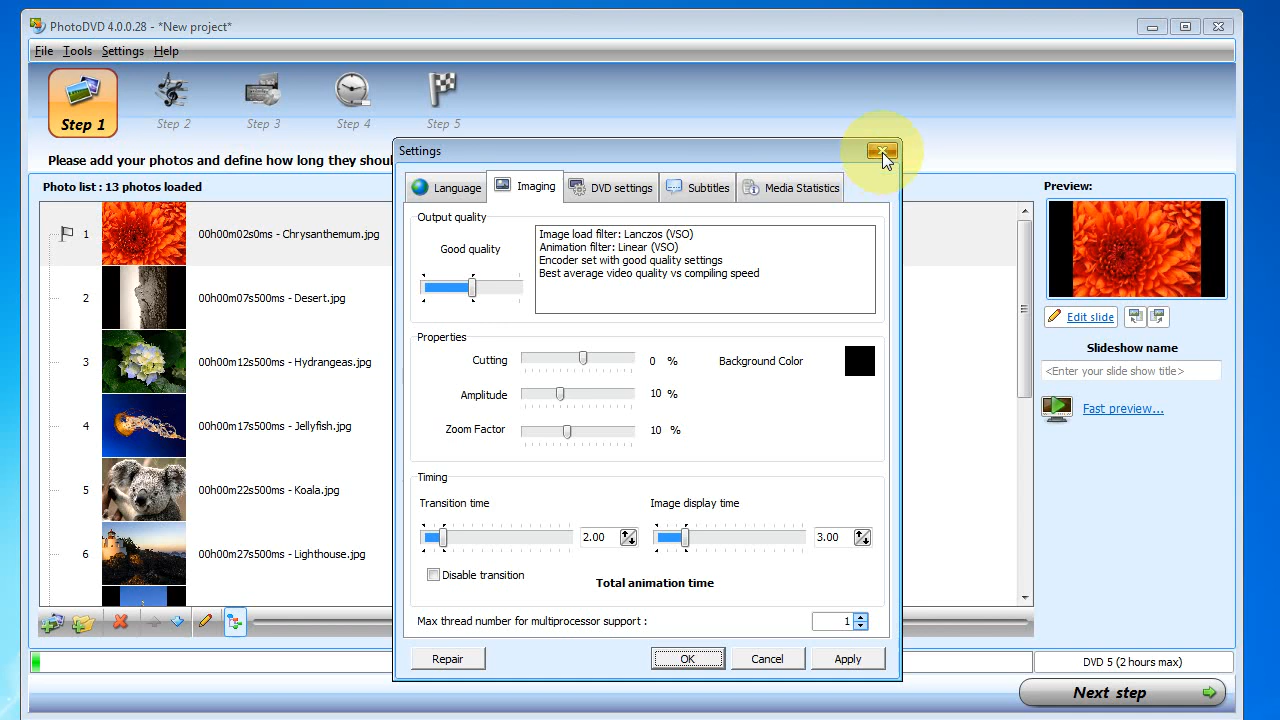 PhotoDVD 4.0.0.28 - *New project*
File Tools Settings Help
Step 1 Step 2 Step 3 Step 4 Step 5
Please add your photos and define how long they shou
Photo list : 13 photos loaded
1 00h00m02s0ms - Chrysanthemum.jpg
2 00h00m07s500ms - Desert.jpg
3 00h00m12s500ms - Hydrangeas.jpg
4 00h00m17s500ms - Jellyfish.jpg
5 00h00m22s500ms - Koala.jpg
6 00h00m27s500ms - Lighthouse.jpg
Settings
Language Imaging DVD settings Subtitles Media Statistics
Output quality
Good quality
Image load filter: Lanczos (VSO)
Animation filter: Linear (VSO)
Encoder set with good quality settings
Best average video quality vs compiling speed
Properties
Cutting 0 % Background Color
Amplitude 10 %
Zoom Factor 10 %
Timing
Transition time Image display time
2.00 3.00
Disable transition
Total animation time
Max thread number for multiprocessor support : 1
Repair OK Cancel Apply
Preview:
Edit slide
Slideshow name
<Enter your slide show title>
Fast preview...
DVD 5 (2 hours max)
Next step